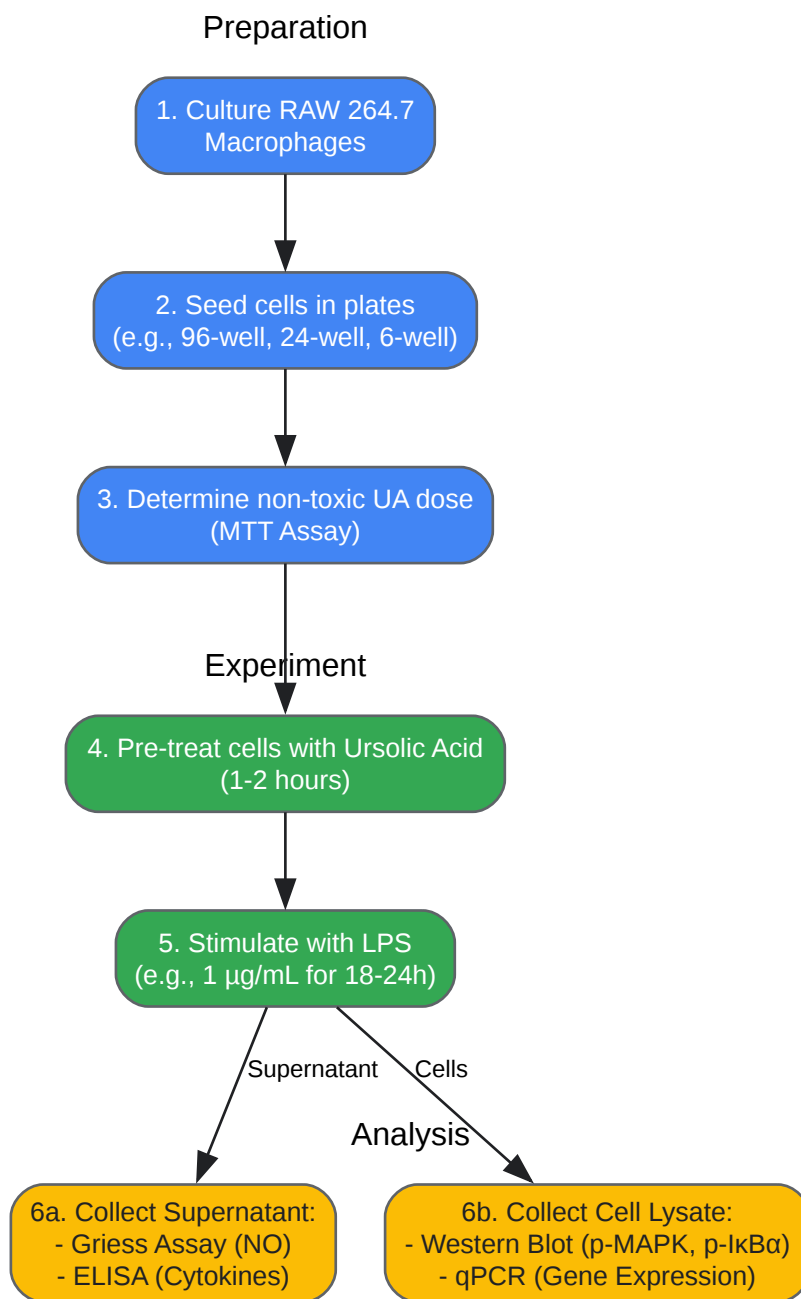 Preparation
1. Culture RAW 264.7
Macrophages
2. Seed cells in plates
(e.g., 96-well, 24-well, 6-well)
3. Determine non-toxic UA dose
(MTT Assay)
Experiment
4. Pre-treat cells with Ursolic Acid
(1-2 hours)
5. Stimulate with LPS
(e.g., 1 µg/mL for 18-24h)
Supernatant
Cells
Analysis
6a. Collect Supernatant:
- Griess Assay (NO)
- ELISA (Cytokines)
6b. Collect Cell Lysate:
- Western Blot (p-MAPK, p-IκBα)
- qPCR (Gene Expression)